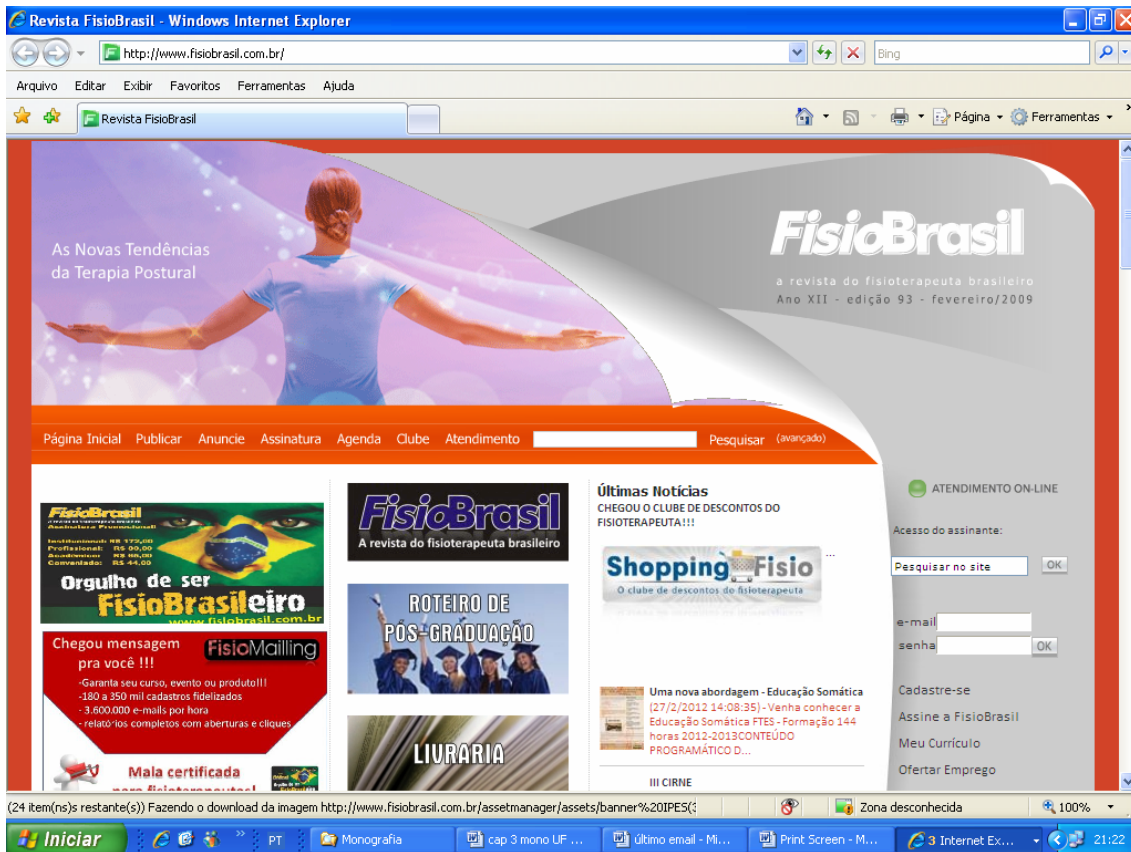 Revista FisioBrasil - Windows Internet Explorer
http://www.fisiobrasil.com.br/
Bing
Arquivo Editar Exibir Favoritos Ferramentas Ajuda
Revista FisioBrasil
Página Ferramentas
As Novas Tendências
da Terapia Postural
FisioBrasil
a revista do fisioterapeuta brasileiro
Ano XII - edição 93 - fevereiro/2009
Página Inicial Publicar Anuncie Assinatura Agenda Clube Atendimento Pesquisar (avançado)
FisioBrasil
Assinatura Promocional:
Institucional: R$ 172,00
Profissional: R$ 80,00
Acadêmico: R$ 66,00
Conveniado: R$ 44,00
Orgulho de ser
FisioBrasileiro
www.fisiobrasil.com.br
Chegou mensagem
pra você !!!
FisioMailling
-Garanta seu curso, evento ou produto!!!
-180 a 350 mil cadastros fidelizados
- 3.600.000 e-mails por hora
- relatórios completos com aberturas e cliques
Mala certificada
para fisioterapeutas!
FisioBrasil
A revista do fisioterapeuta brasileiro
ROTEIRO DE
PÓS-GRADUAÇÃO
LIVRARIA
Últimas Notícias
CHEGOU O CLUBE DE DESCONTOS DO
FISIOTERAPEUTA!!!
Shopping Fisio
O clube de descontos do fisioterapeuta
...
Uma nova abordagem - Educação Somática
(27/2/2012 14:08:35) - Venha conhecer a
Educação Somática FTES - Formação 144
horas 2012-2013CONTEÚDO
PROGRAMÁTICO D...
III CIRNE
ATENDIMENTO ON-LINE
Acesso do assinante:
Pesquisar no site OK
e-mail
senha OK
Cadastre-se
Assine a FisioBrasil
Meu Currículo
Ofertar Emprego
(24 item(ns)s restante(s)) Fazendo o download da imagem http://www.fisiobrasil.com.br/assetmanager/assets/banner%20IPES(3 Zona desconhecida 100%
Iniciar PT Monografia cap 3 mono UF ... último email - Mi... Print Screen - M... 3 Internet Ex... 21:22